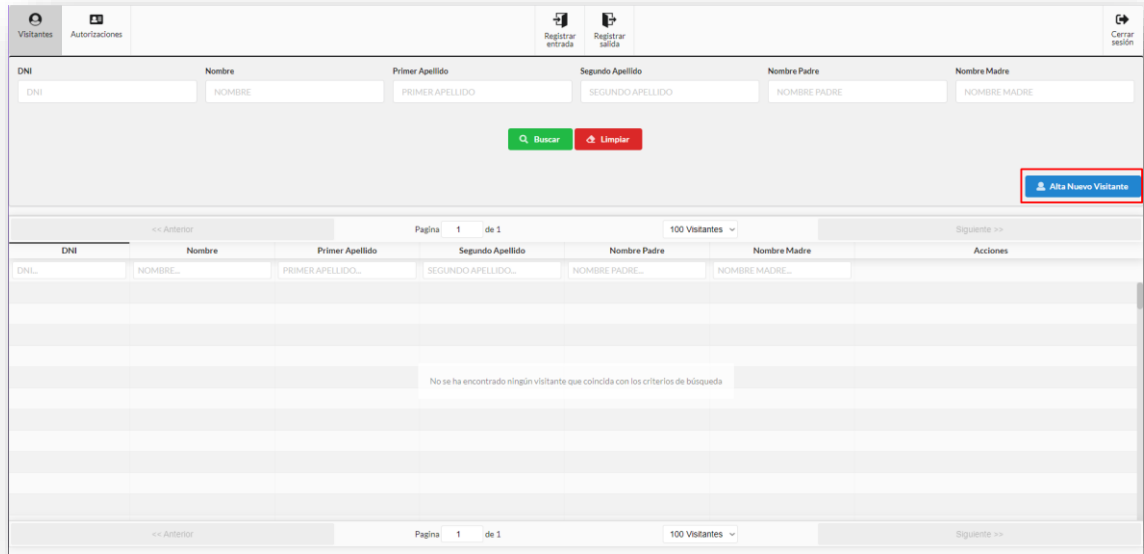 Visitantes
Autorizaciones
Registrar
entrada
Registrar
salida
Cerrar
sesión
DNI Nombre Primer Apellido Segundo Apellido Nombre Padre Nombre Madre
DNI NOMBRE PRIMER APELLIDO SEGUNDO APELLIDO NOMBRE PADRE NOMBRE MADRE
Buscar Limpiar
Alta Nuevo Visitante
<< Anterior Pagina 1 de 1 100 Visitantes Siguiente >>
DNI Nombre Primer Apellido Segundo Apellido Nombre Padre Nombre Madre Acciones
DNI... NOMBRE... PRIMER APELLIDO... SEGUNDO APELLIDO... NOMBRE PADRE... NOMBRE MADRE...
No se ha encontrado ningún visitante que coincida con los criterios de búsqueda
<< Anterior Pagina 1 de 1 100 Visitantes Siguiente >>